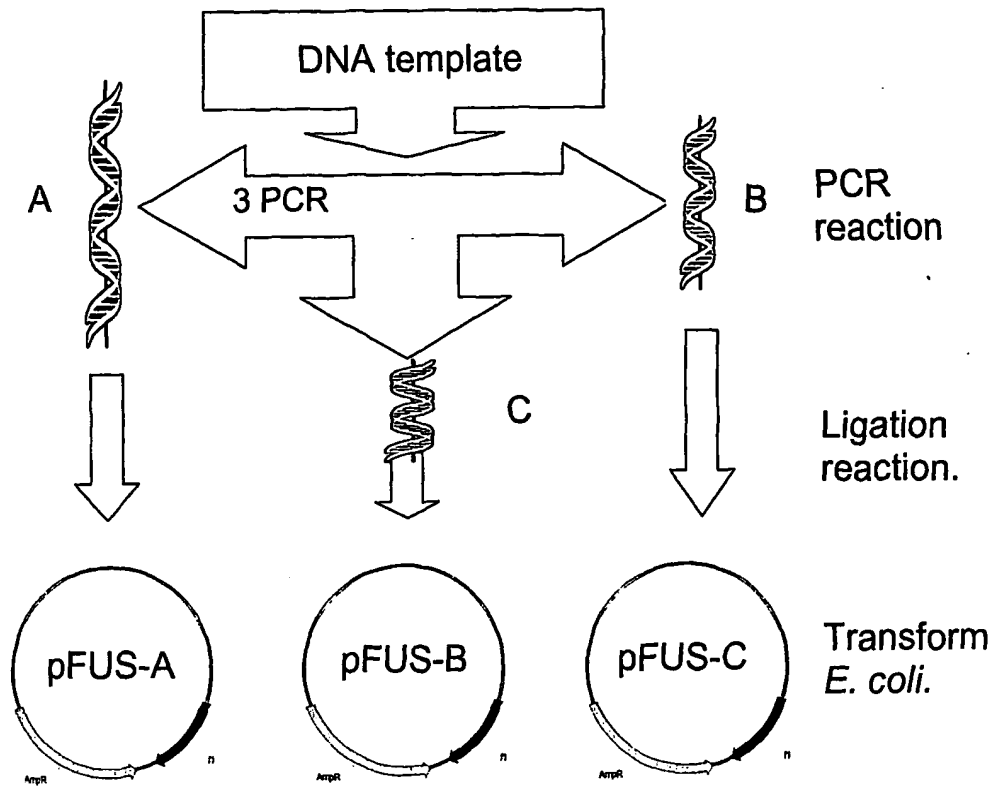 DNA template
A
3 PCR
B
PCR
reaction
C
Ligation
reaction.
pFUS-A
pFUS-B
pFUS-C
Transform
E. coli.
AmpR
n
AmpR
n
AmpR
n